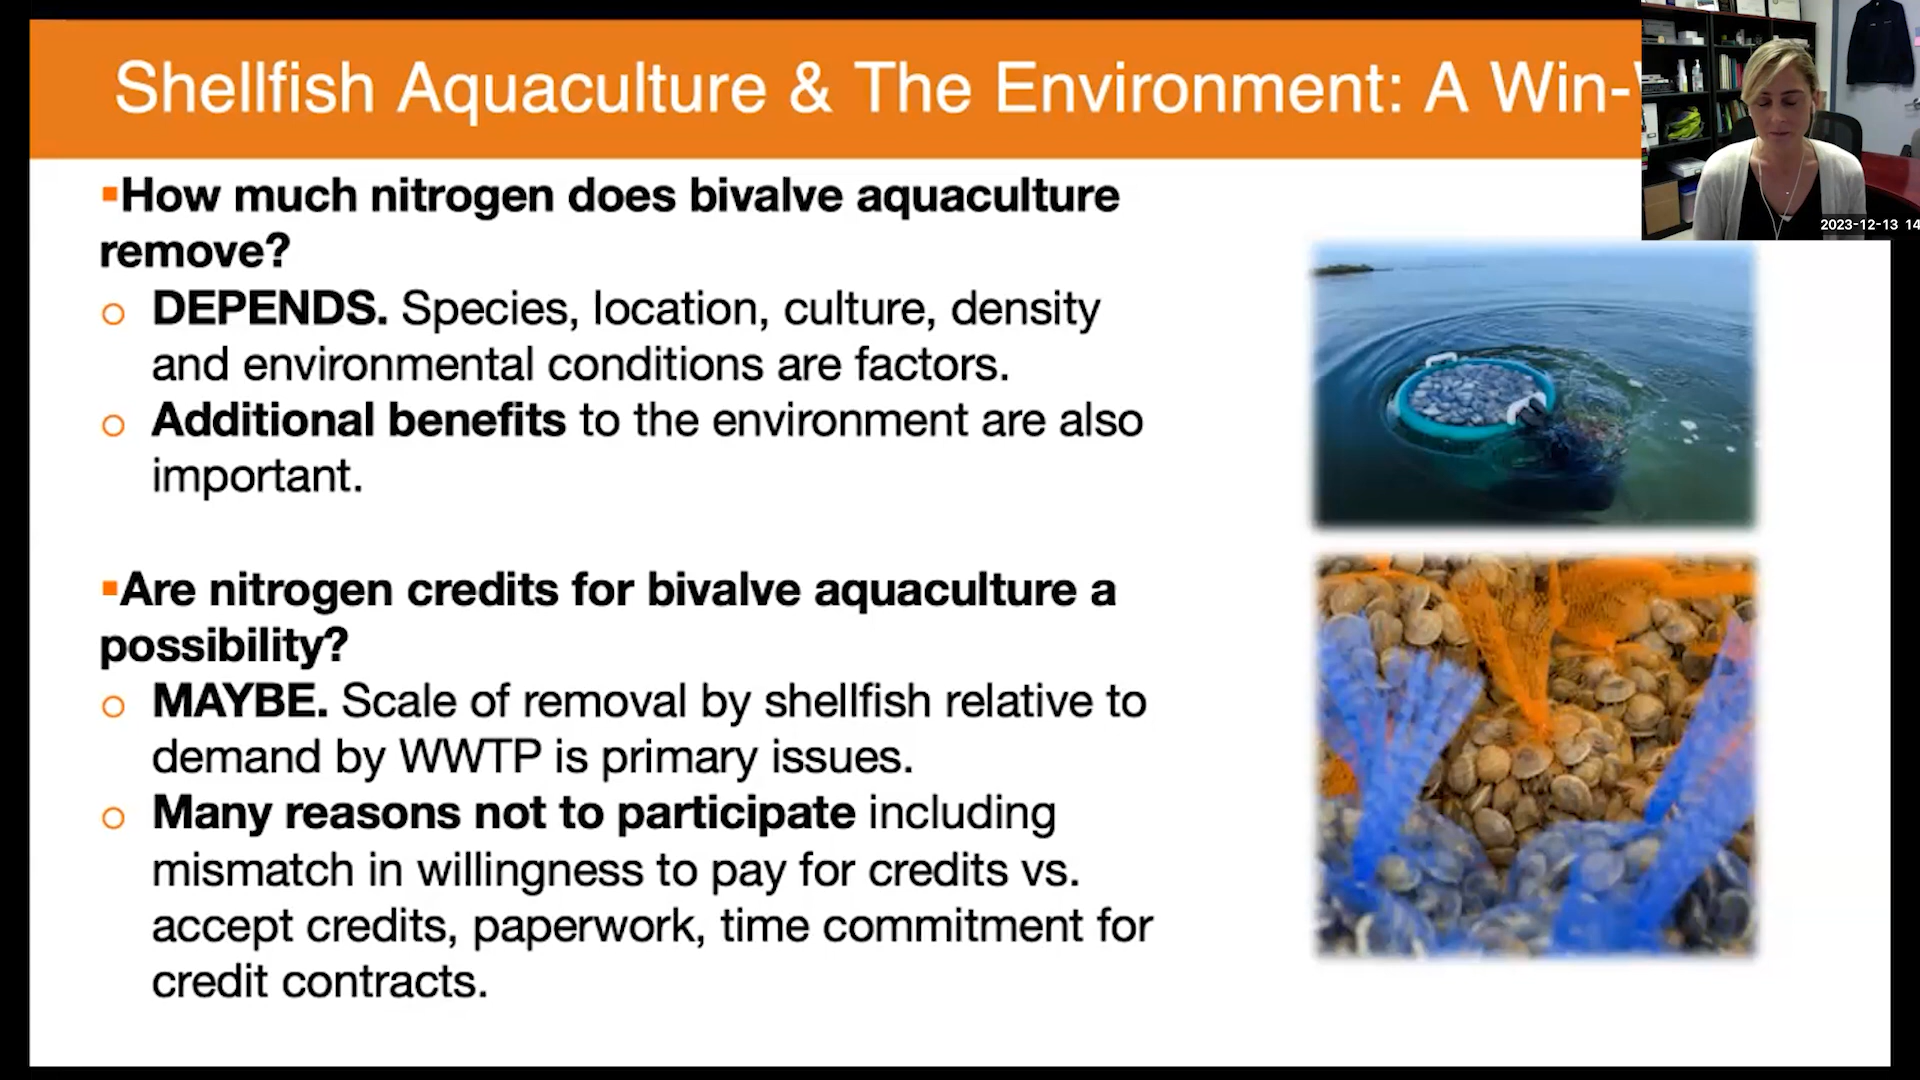 Shellfish Aquaculture & The Environment: A Win-
2023-12-13 14
▪How much nitrogen does bivalve aquaculture
remove?
o DEPENDS. Species, location, culture, density
and environmental conditions are factors.
o Additional benefits to the environment are also
important.
▪Are nitrogen credits for bivalve aquaculture a
possibility?
o MAYBE. Scale of removal by shellfish relative to
demand by WWTP is primary issues.
o Many reasons not to participate including
mismatch in willingness to pay for credits vs.
accept credits, paperwork, time commitment for
credit contracts.